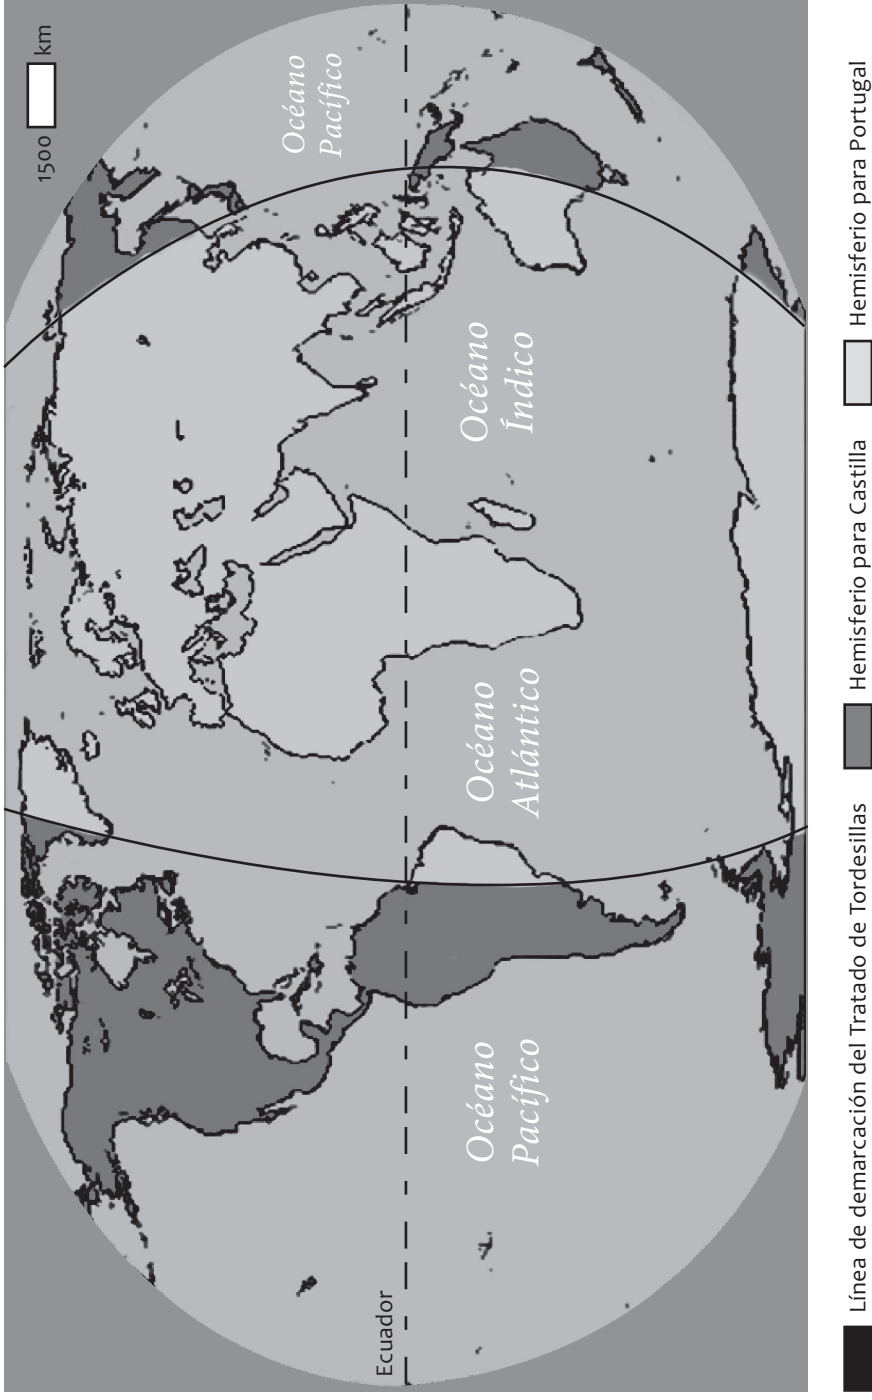 1500 km
Océano
Pacífico
Océano
Índico
Océano
Atlántico
Océano
Pacífico
Ecuador
Línea de demarcación del Tratado de Tordesillas
Hemisferio para Castilla
Hemisferio para Portugal